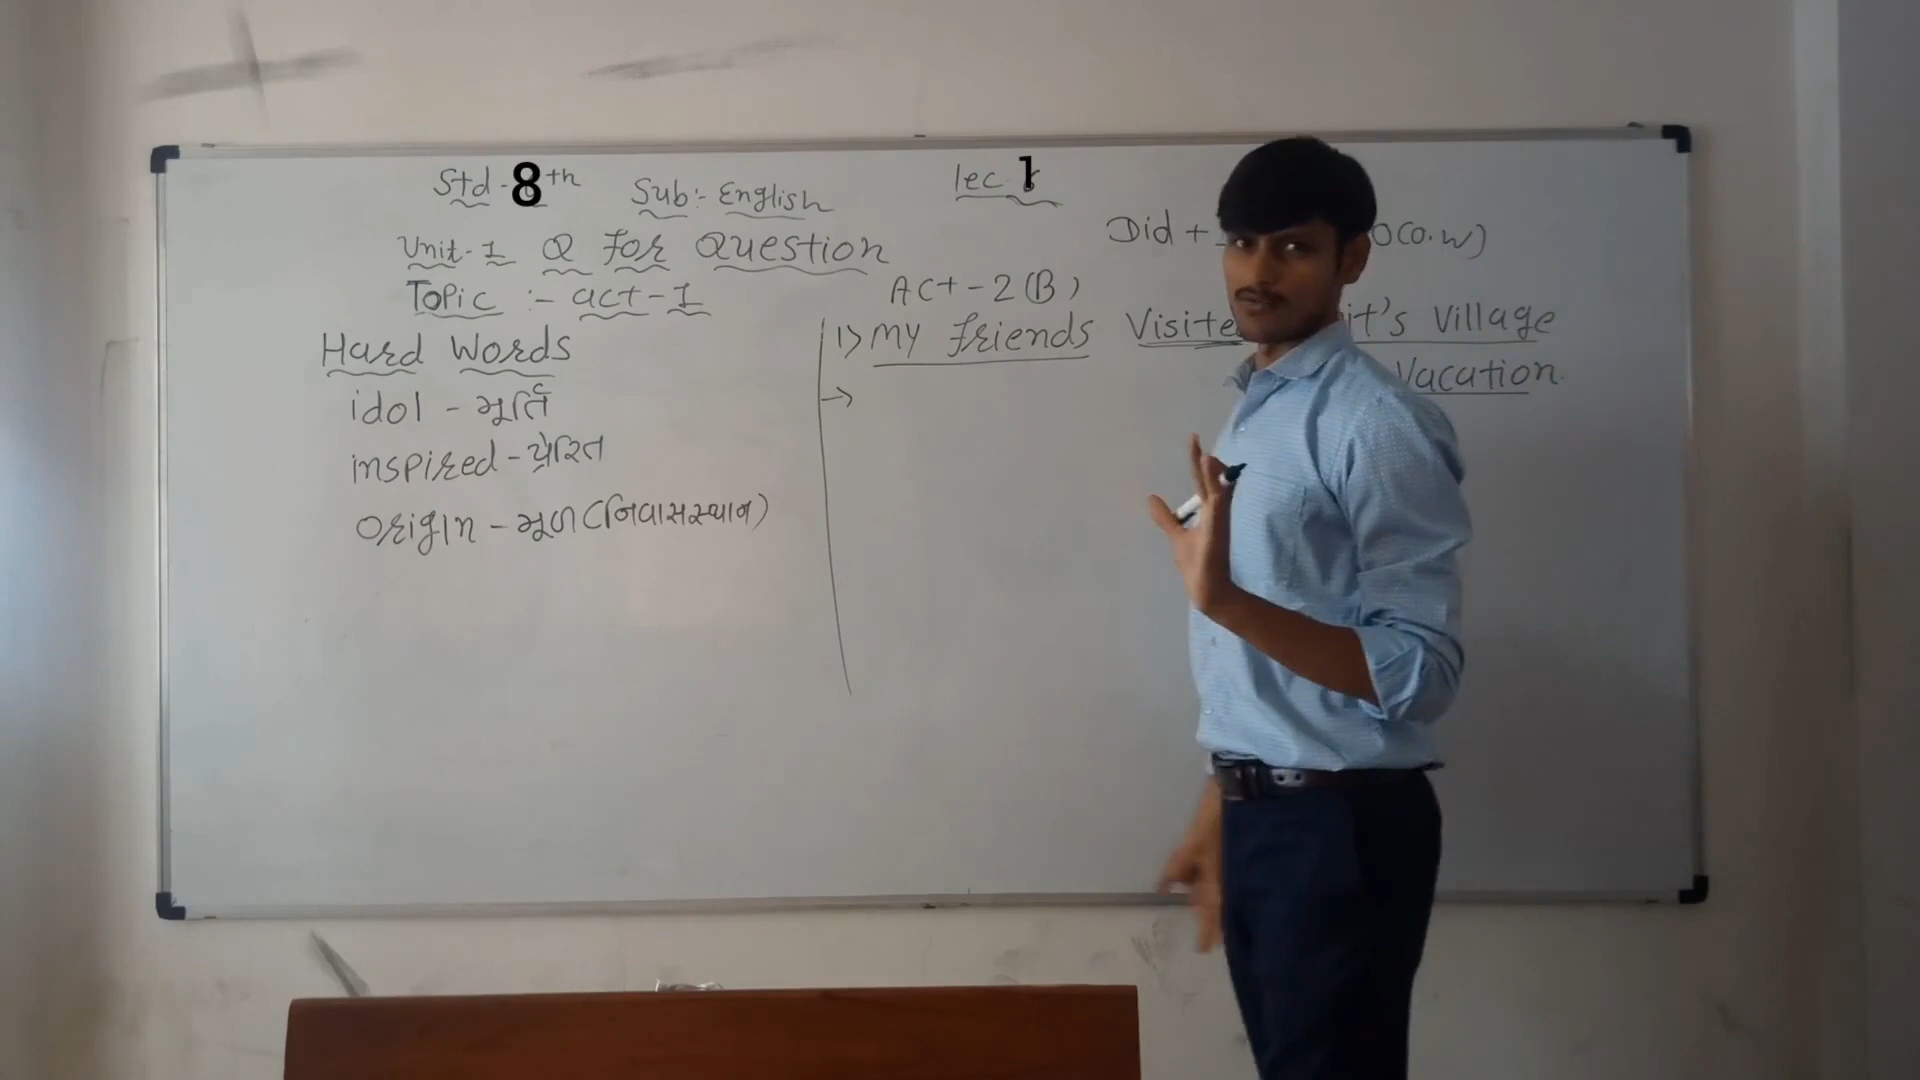 Std - 8th Sub:- English lec 1
Unit-1 Q For Question
Topic :- act-1
Hard Words
idol - મૂર્તિ
inspired - પ્રેરિત
origin - મૂળ (નિવાસસ્થાન)
Did + O(O.W)
Act-2(B)
1) My friends Visite it's Village
Vacation.
→